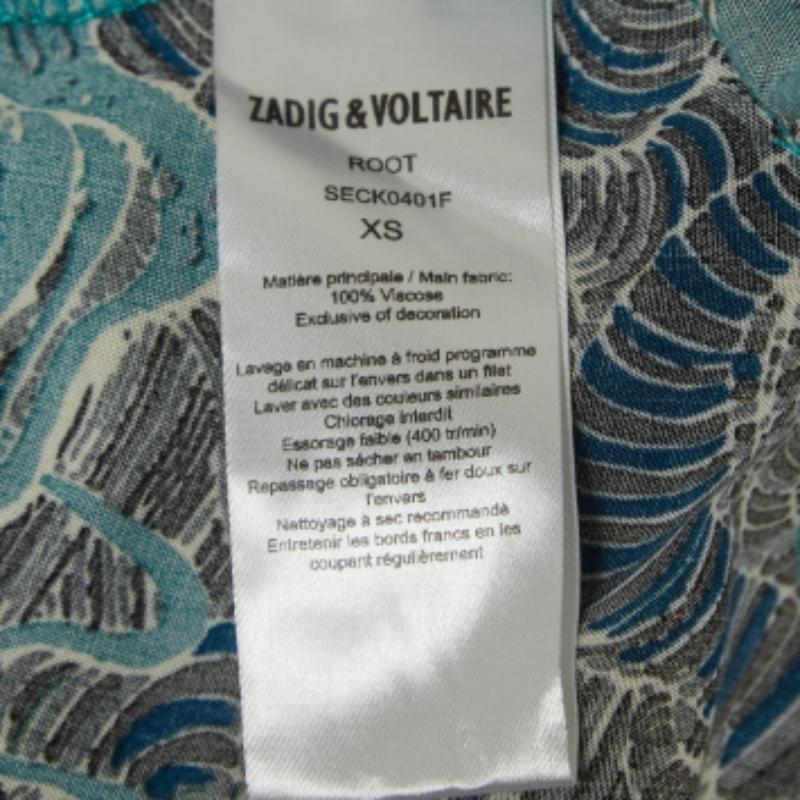 ZADIG & VOLTAIRE
ROOT
SECK0401F
XS
Matière principale / Main fabric:
100% Viscose
Exclusive of decoration
Lavage en machine à froid programme
délicat sur l'envers dans un filet
Laver avec des couleurs similaires
Chlorage interdit
Essorage faible (400 tr/min)
Ne pas sécher en tambour
Repassage obligatoire à fer doux sur
l'envers
Nettoyage à sec recommandé
Entretenir les bords francs en les
coupant régulièrement